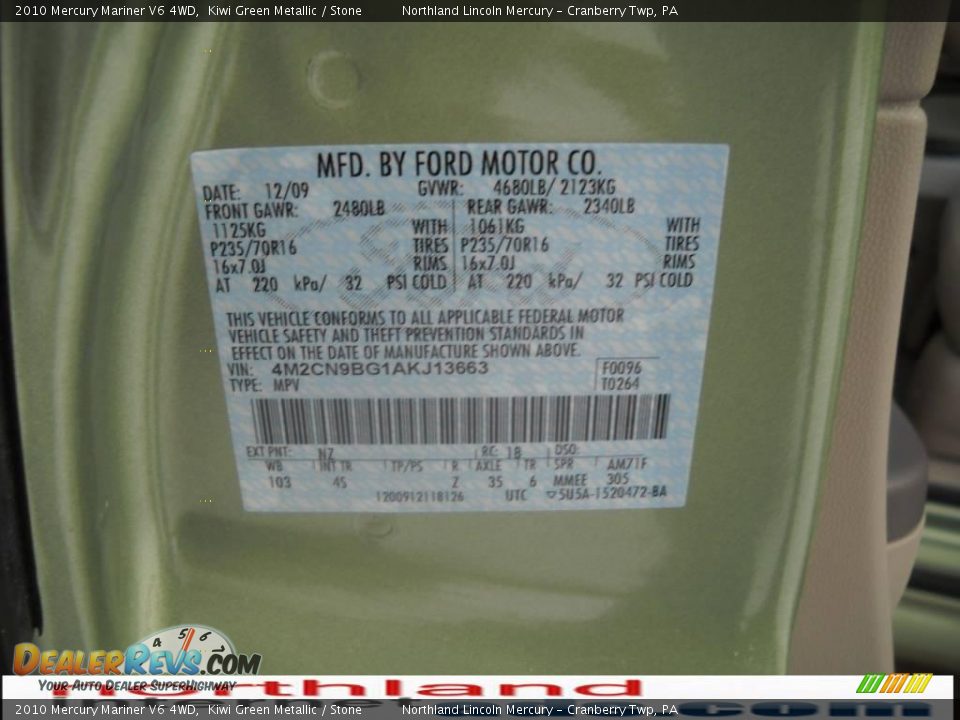 2010 Mercury Mariner V6 4WD,  Kiwi Green Metallic / Stone Northland Lincoln Mercury - Cranberry Twp, PA
MFD. BY FORD MOTOR CO.
DATE: 12/09 GVWR: 4680LB/ 2123KG
FRONT GAWR: 2480LB REAR GAWR: 2340LB
1125KG WITH 1061KG WITH
P235/70R16 TIRES P235/70R16 TIRES
16x7.0J RIMS 16x7.0J RIMS
AT 220 kPa/ 32 PSI COLD AT 220 kPa/ 32 PSI COLD
THIS VEHICLE CONFORMS TO ALL APPLICABLE FEDERAL MOTOR
VEHICLE SAFETY AND THEFT PREVENTION STANDARDS IN
EFFECT ON THE DATE OF MANUFACTURE SHOWN ABOVE.
VIN: 4M2CN9BG1AKJ13663 F0096
TYPE: MPV T0264
EXT PNT: NZ RC: 18 DSO:
WB INT TR TP/PS R AXLE TR SPR AM71F
103 45 Z 35 6 MMEE 305
1200912118126 UTC 5U5A-1520472-BA
4 5 6
DEALERREVS.COM
YOUR AUTO DEALER SUPERHIGHWAY
northland
.com
2010 Mercury Mariner V6 4WD,  Kiwi Green Metallic / Stone Northland Lincoln Mercury - Cranberry Twp, PA